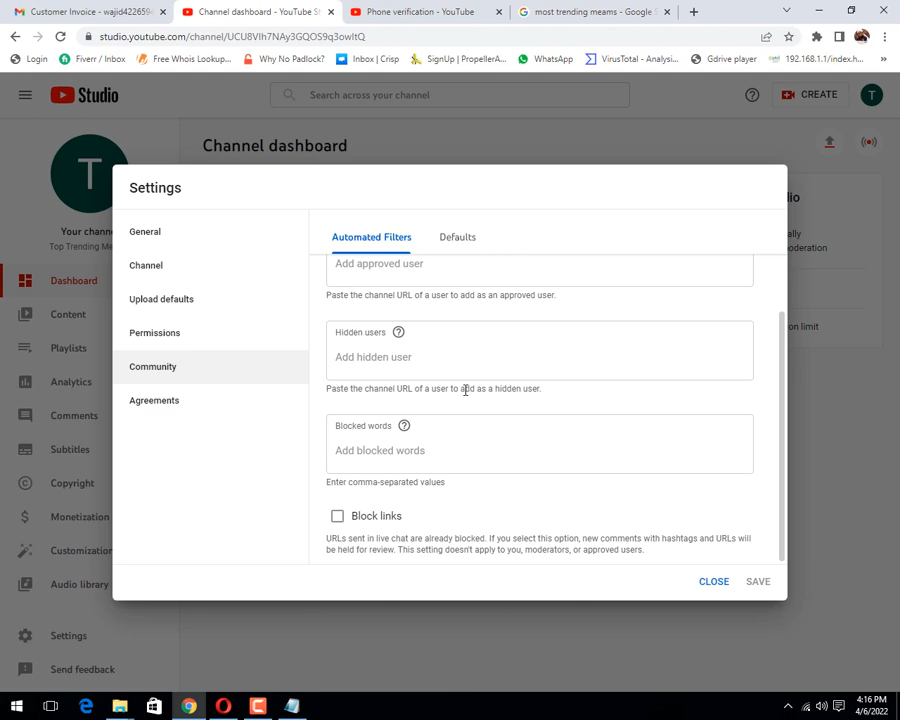 Customer Invoice - wajid422659
Channel dashboard - YouTube S
Phone verification - YouTube
most trending meams - Google S
studio.youtube.com/channel/UCU8VIh7NAy3GQOS9q3owItQ
Login
Fiverr / Inbox
Free Whois Lookup...
Why No Padlock?
Inbox | Crisp
SignUp | PropellerA...
WhatsApp
VirusTotal - Analysi...
Gdrive player
192.168.1.1/index.h...
Studio
Search across your channel
CREATE
T
Channel dashboard
T
Your chann
Top Trending Me
Dashboard
Content
Playlists
Analytics
Comments
Subtitles
Copyright
Monetization
Customization
Audio library
Settings
Send feedback
Settings
General
Channel
Upload defaults
Permissions
Community
Agreements
Automated Filters
Defaults
Add approved user
Paste the channel URL of a user to add as an approved user.
Hidden users
Add hidden user
Paste the channel URL of a user to add as a hidden user.
Blocked words
Add blocked words
Enter comma-separated values
Block links
URLs sent in live chat are already blocked. If you select this option, new comments with hashtags and URLs will
be held for review. This setting doesn't apply to you, moderators, or approved users.
CLOSE
SAVE
dio
ally
moderation
on limit
4:16 PM
4/6/2022